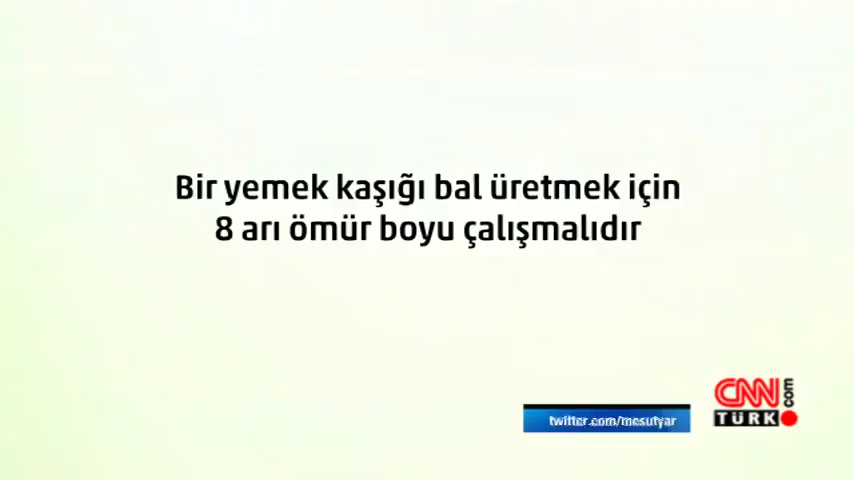 Bir yemek kaşığı bal üretmek için
8 arı ömür boyu çalışmalıdır
twitter.com/mesutyar
CNN
TÜRK
.com